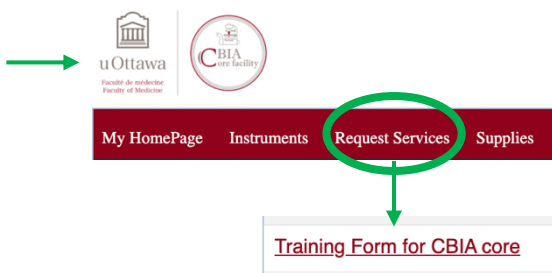 uOttawa
Faculté de médecine
Faculty of Medicine
CBIA
Core facility
My HomePage Instruments Request Services Supplies
Training Form for CBIA core